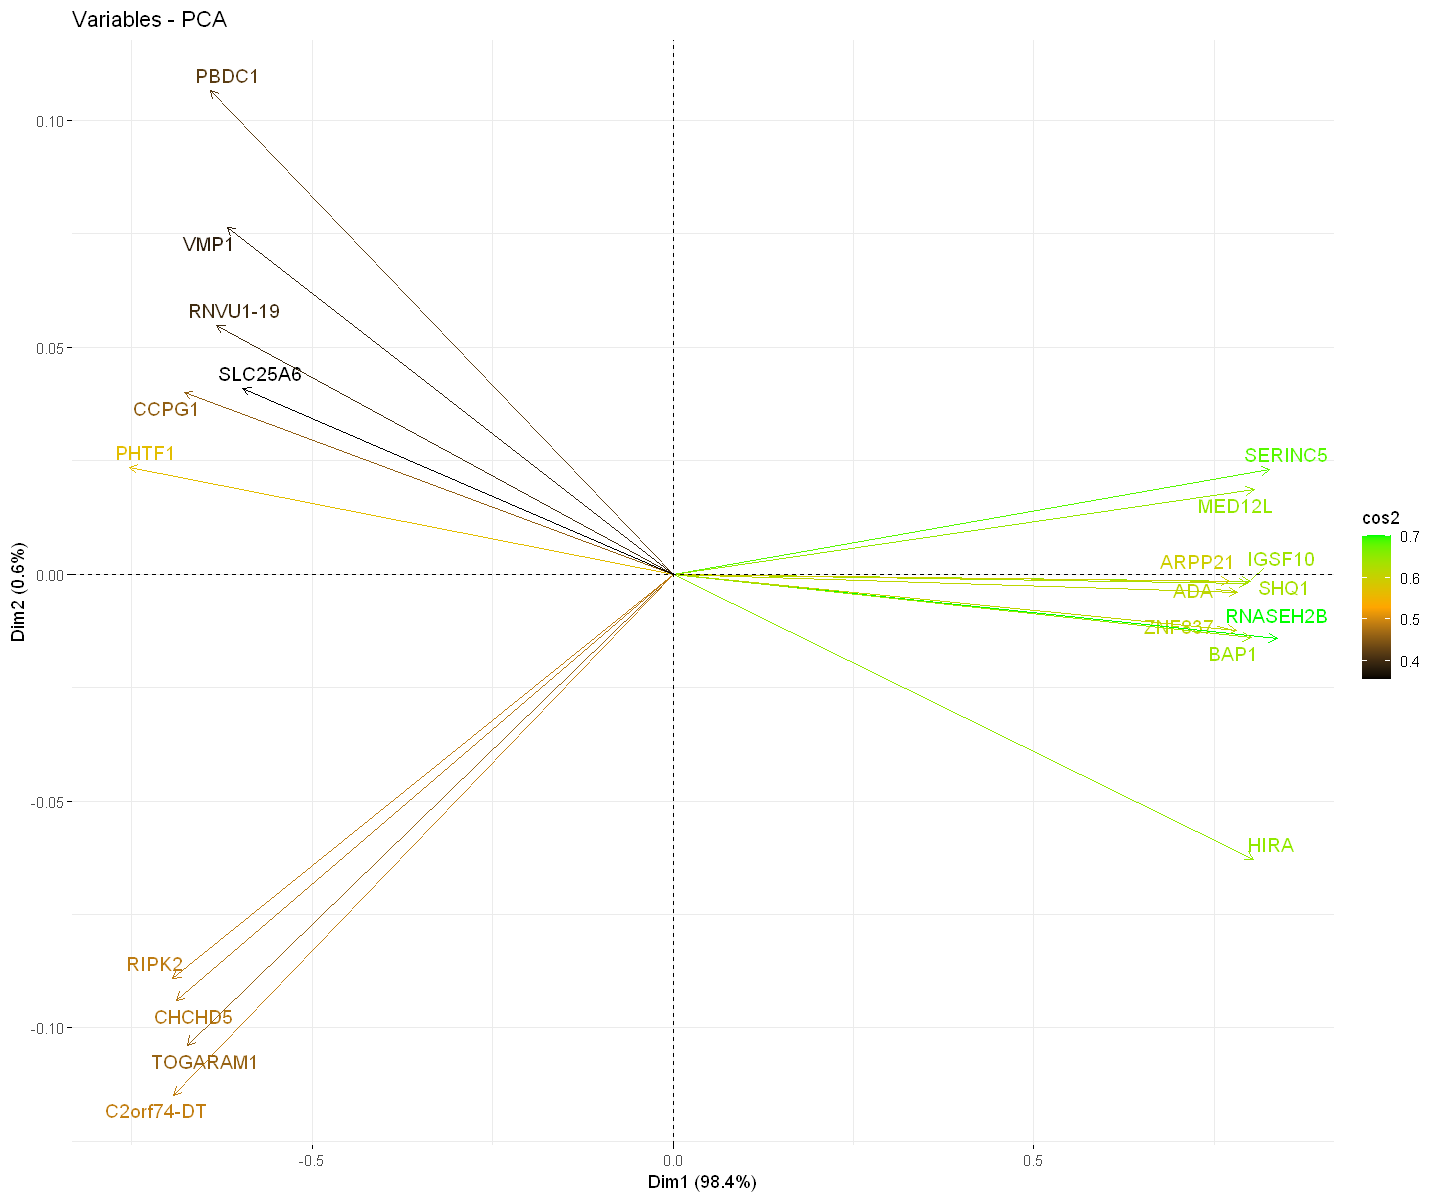 Variables - PCA
PBDC1
0.10
VMP1
RNVU1-19
0.05
SLC25A6
CCPG1
PHTF1
SERINC5
MED12L
cos2
0.7
ARPP21
IGSF10
0.00
0.6
ADA
SHQ1
RNASEH2B
0.5
ZNF837
BAP1
0.4
Dim2 (0.6%)
-0.05
HIRA
RIPK2
CHCHD5
-0.10
TOGARAM1
C2orf74-DT
-0.5
0.0
0.5
Dim1 (98.4%)